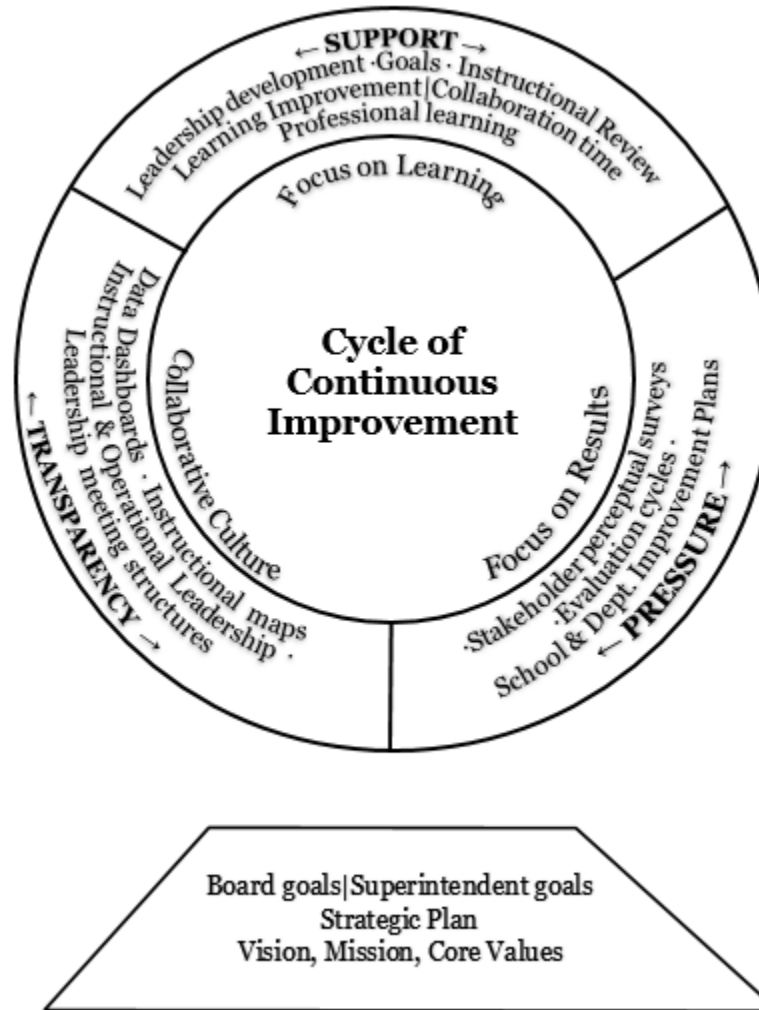 ← SUPPORT →
Leadership development ·Goals · Instructional Review
Learning Improvement|Collaboration time
Professional learning
Focus on Learning
Cycle of
Continuous
Improvement
Focus on Results
·Stakeholder perceptual surveys
·Evaluation cycles ·
School & Dept. Improvement Plans
← PRESSURE →
Collaborative Culture
Data Dashboards · Instructional maps
Instructional & Operational Leadership ·
Leadership meeting structures
← TRANSPARENCY →
Board goals|Superintendent goals
Strategic Plan
Vision, Mission, Core Values